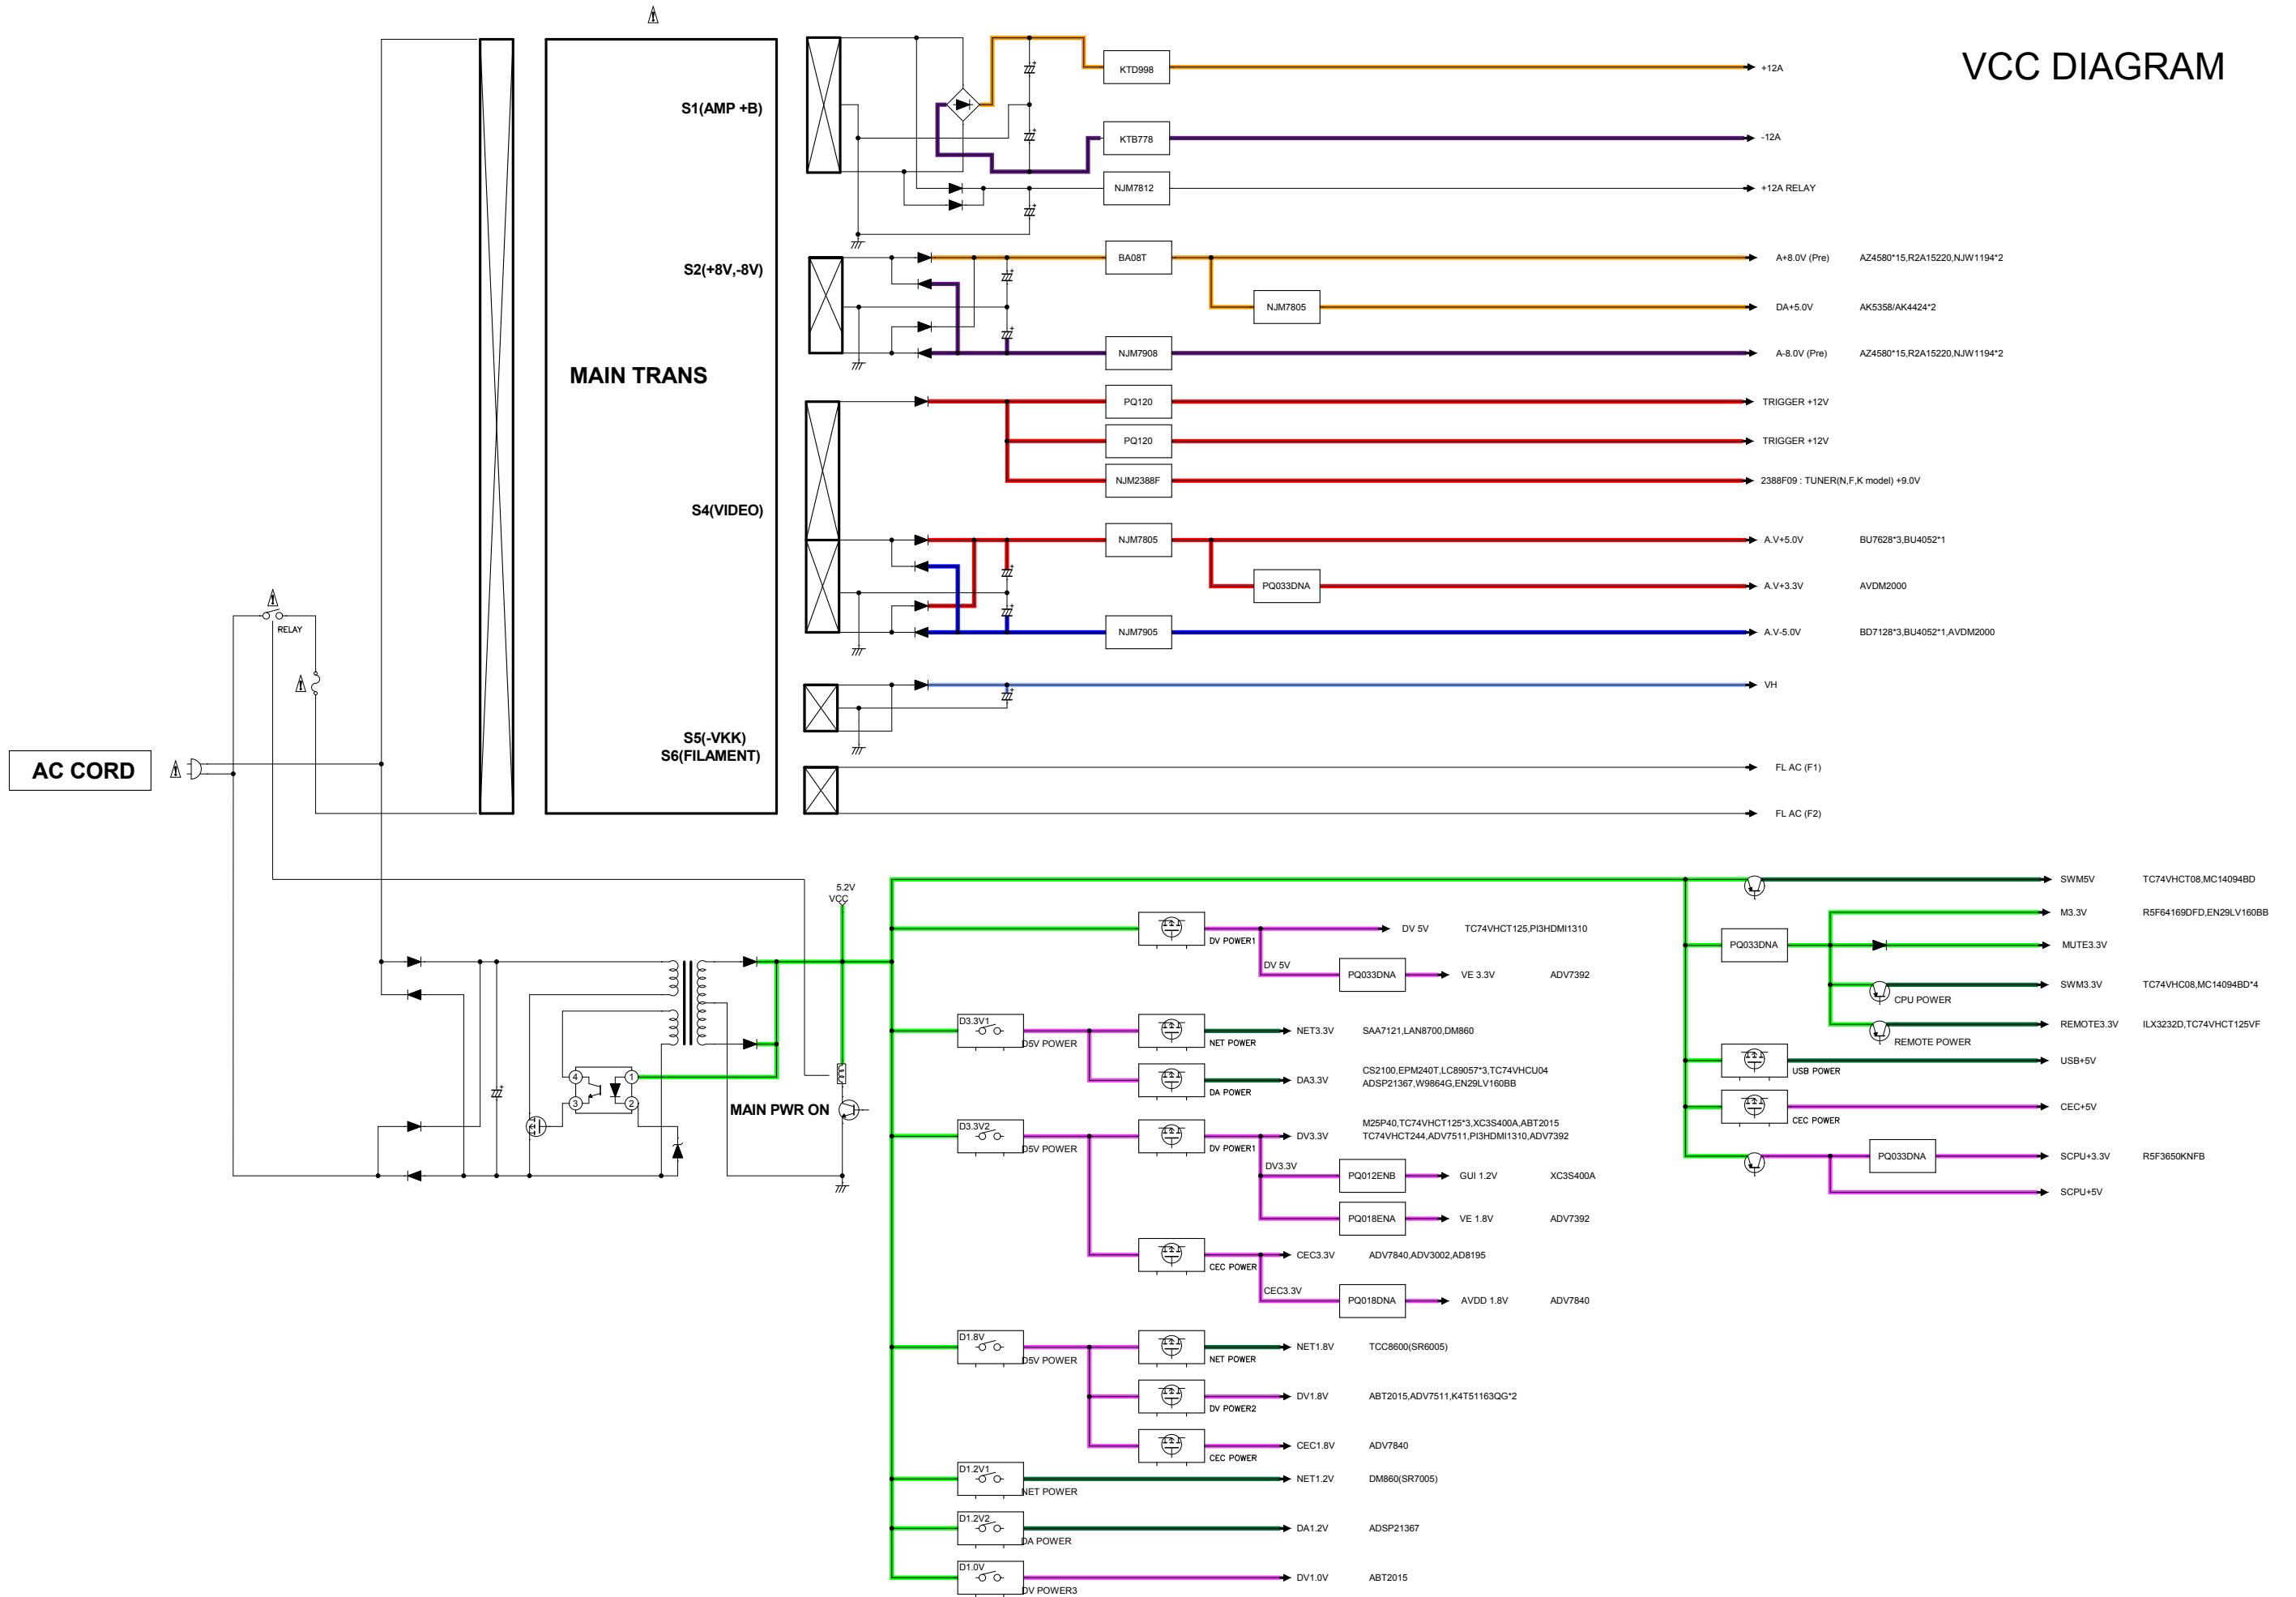 VCC DIAGRAM
S1(AMP +B)
KTD998
+12A
KTB778
-12A
NJM7812
+12A RELAY
S2(+8V,-8V)
BA08T
A+8.0V (Pre) AZ4580*15,R2A15220,NJW1194*2
NJM7805
DA+5.0V AK5358/AK4424*2
NJM7908
A-8.0V (Pre) AZ4580*15,R2A15220,NJW1194*2
MAIN TRANS
PQ120
TRIGGER +12V
PQ120
TRIGGER +12V
NJM2388F
2388F09 : TUNER(N,F,K model) +9.0V
S4(VIDEO)
NJM7805
A.V+5.0V BU7628*3,BU4052*1
PQ033DNA
A.V+3.3V AVDM2000
NJM7905
A.V-5.0V BD7128*3,BU4052*1,AVDM2000
RELAY
VH
S5(-VKK)
S6(FILAMENT)
AC CORD
FL AC (F1)
FL AC (F2)
5.2V
VCC
4
3
1
2
MAIN PWR ON
DV POWER1
DV 5V TC74VHCT125,PI3HDMI1310
DV 5V
PQ033DNA
VE 3.3V ADV7392
D3.3V1
D5V POWER
NET POWER
NET3.3V SAA7121,LAN8700,DM860
DA POWER
DA3.3V
CS2100,EPM240T,LC89057*3,TC74VHCU04
ADSP21367,W9864G,EN29LV160BB
D3.3V2
D5V POWER
DV POWER1
DV3.3V
M25P40,TC74VHCT125*3,XC3S400A,ABT2015
TC74VHCT244,ADV7511,PI3HDMI1310,ADV7392
DV3.3V
PQ012ENB
GUI 1.2V XC3S400A
PQ018ENA
VE 1.8V ADV7392
CEC POWER
CEC3.3V ADV7840,ADV3002,AD8195
CEC3.3V
PQ018DNA
AVDD 1.8V ADV7840
D1.8V
D5V POWER
NET POWER
NET1.8V TCC8600(SR6005)
DV POWER2
DV1.8V ABT2015,ADV7511,K4T51163QG*2
CEC POWER
CEC1.8V ADV7840
D1.2V1
NET POWER
NET1.2V DM860(SR7005)
D1.2V2
DA POWER
DA1.2V ADSP21367
D1.0V
DV POWER3
DV1.0V ABT2015
SWM5V TC74VHCT08,MC14094BD
M3.3V R5F64169DFD,EN29LV160BB
PQ033DNA
MUTE3.3V
SWM3.3V TC74VHC08,MC14094BD*4
CPU POWER
REMOTE3.3V ILX3232D,TC74VHCT125VF
REMOTE POWER
USB+5V
USB POWER
CEC+5V
CEC POWER
PQ033DNA
SCPU+3.3V R5F3650KNFB
SCPU+5V